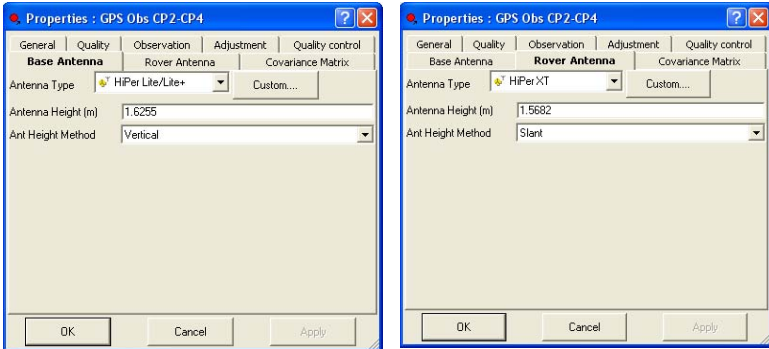 Properties : GPS Obs CP2-CP4
General Quality Observation Adjustment Quality control
Base Antenna Rover Antenna Covariance Matrix
Antenna Type HiPer Lite/Lite+ Custom....
Antenna Height (m) 1.6255
Ant Height Method Vertical
OK Cancel Apply
Properties : GPS Obs CP2-CP4
General Quality Observation Adjustment Quality control
Base Antenna Rover Antenna Covariance Matrix
Antenna Type HiPer XT Custom....
Antenna Height (m) 1.5682
Ant Height Method Slant
OK Cancel Apply